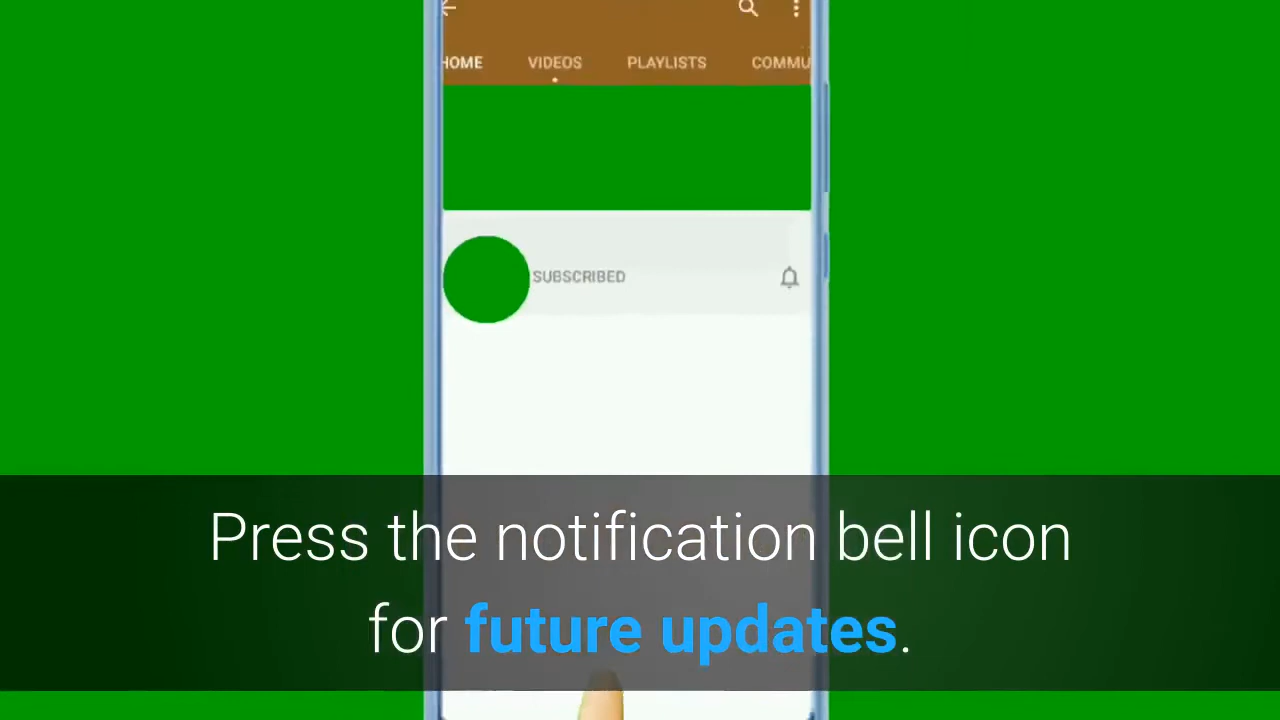 HOME VIDEOS PLAYLISTS COMMU
SUBSCRIBED
Press the notification bell icon
for future updates.